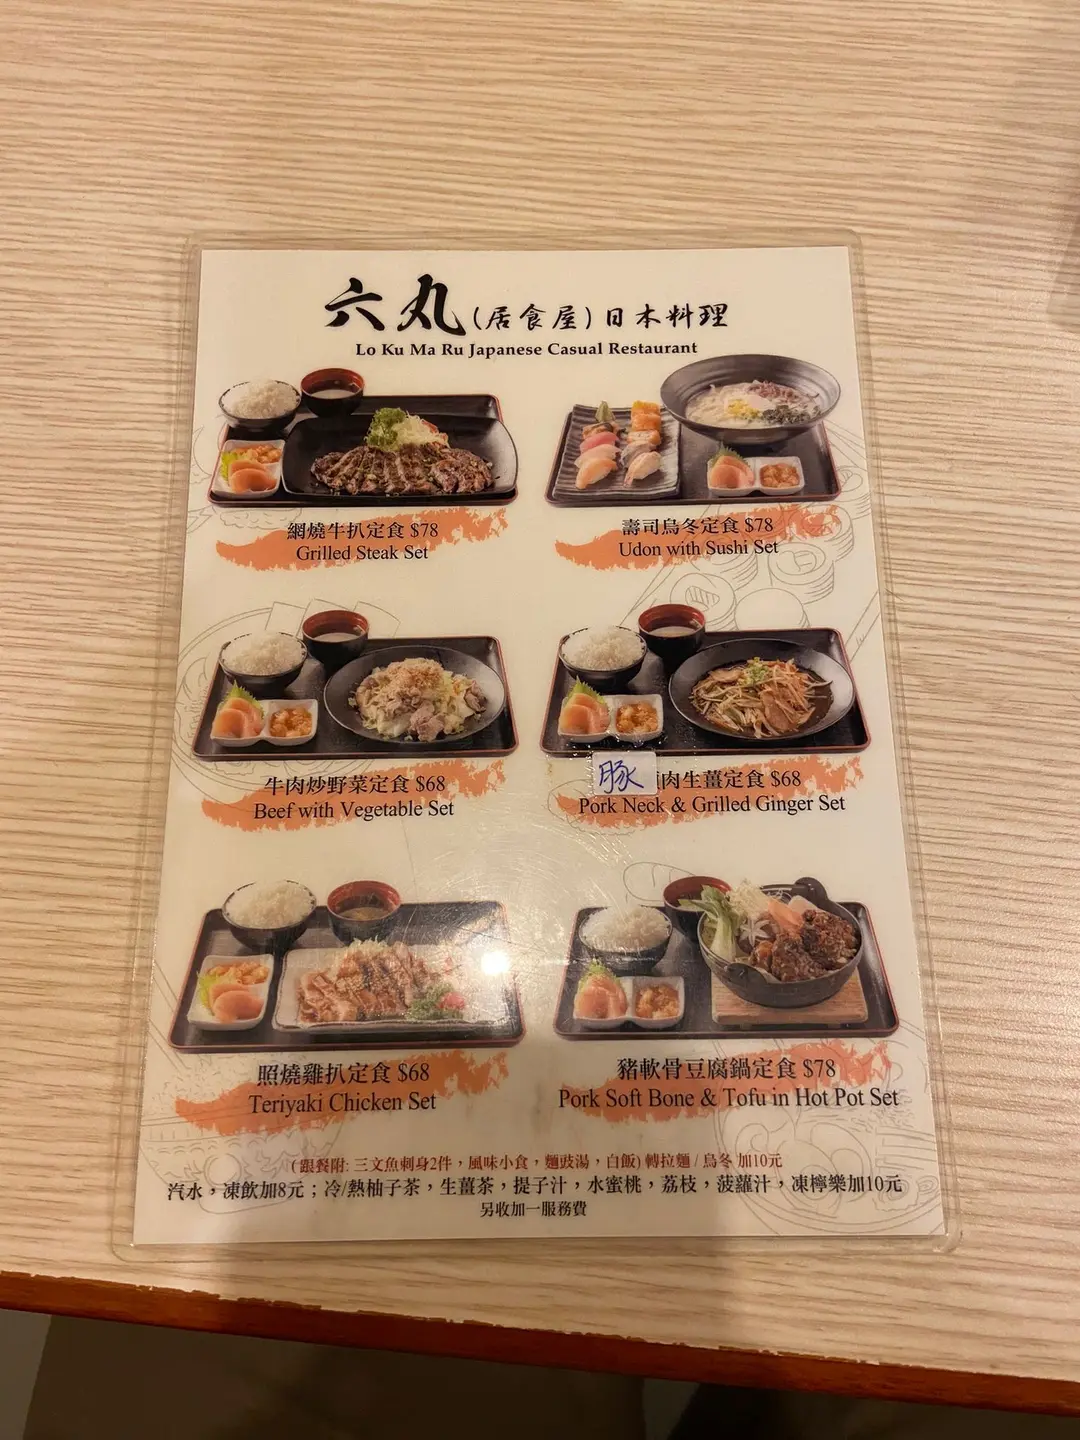 六丸(居食屋)日本料理
Lo Ku Ma Ru Japanese Casual Restaurant
網燒牛扒定食 $78
Grilled Steak Set
壽司烏冬定食 $78
Udon with Sushi Set
牛肉炒野菜定食 $68
Beef with Vegetable Set
豚肉生薑定食 $68
Pork Neck & Grilled Ginger Set
照燒雞扒定食 $68
Teriyaki Chicken Set
豬軟骨豆腐鍋定食 $78
Pork Soft Bone & Tofu in Hot Pot Set
(跟餐附: 三文魚刺身2件，風味小食，麵豉湯，白飯) 轉拉麵 / 烏冬 加10元
汽水，凍飲加8元；冷/熱柚子茶，生薑茶，提子汁，水蜜桃，荔枝，菠蘿汁，凍檸樂加10元
另收加一服務費